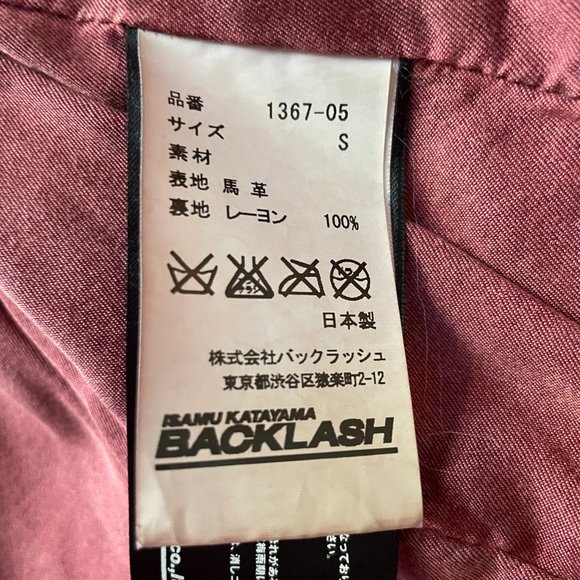 品番 1367-05
サイズ S
素材
表地 馬革
裏地 レーヨン 100%
日本製
株式会社バックラッシュ
東京都渋谷区猿楽町2-12
ISAMU KATAYAMA
BACKLASH